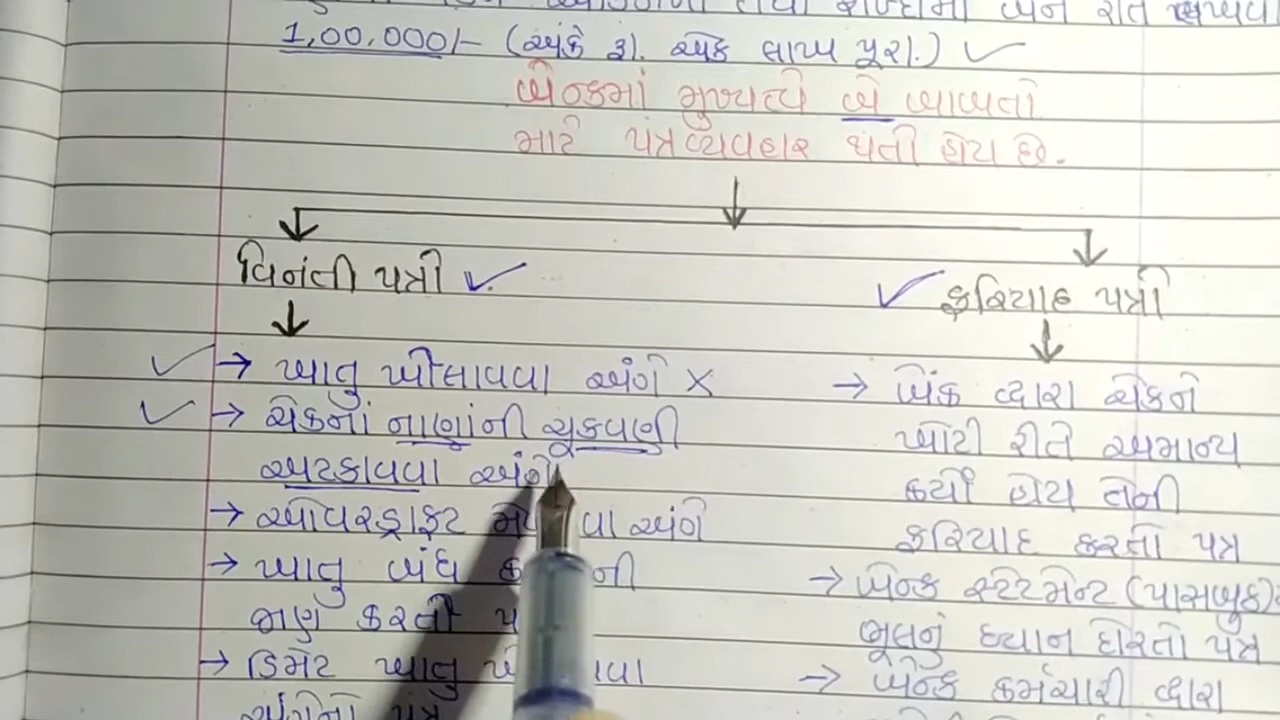 1,00,000/- (અંકે રૂા. એક લાખ પૂરા.)
બેન્કમાં મુખ્યત્વે બે બાબતો
માટે પત્રવ્યવહાર થતો હોય છે.
વિનંતી પત્રો
ફરિયાદ પત્રો
→ ખાતુ ખોલાવવા અંગે ×
→ ચેકનાં નાણાંની ચૂકવણી
અટકાવવા અંગે
→ ઓવરડ્રાફ્ટ અંગે
→ ખાતુ બંધ
જાણ કરતો
→ ડિમેટ ખાતુ
→ બેંક દ્વારા ચેકને
ખોટી રીતે અમાન્ય
કર્યો હોય તેની
ફરિયાદ કરતો પત્ર
→ બેન્ક સ્ટેટમેન્ટ (પાસબુક)
ભૂલનું ધ્યાન દોરતો પત્ર
→ બેન્ક કર્મચારી દ્વારા